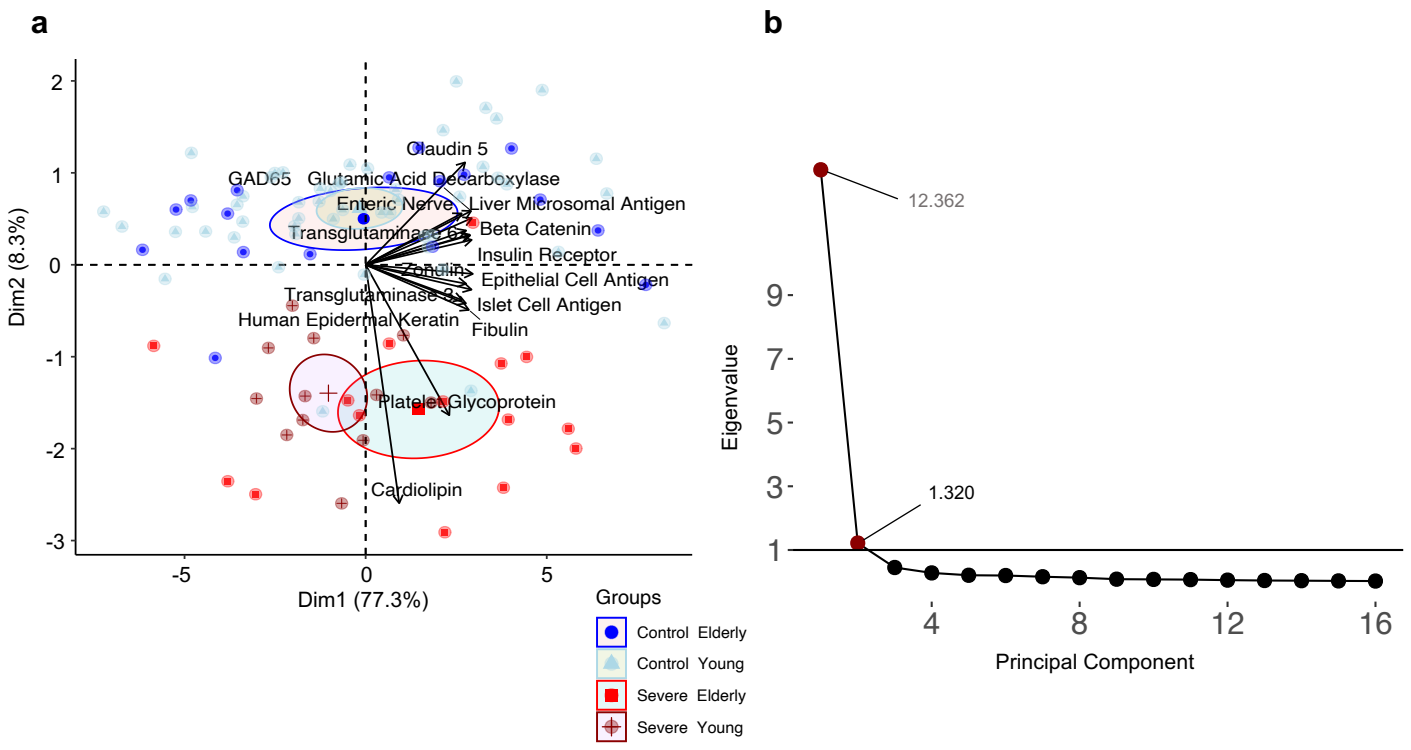 a
b
2
1
0
-1
-2
-3
Dim2 (8.3%)
Claudin 5
GAD65
Glutamic Acid Decarboxylase
Enteric Nerve
Liver Microsomal Antigen
Transglutaminase 6
Beta Catenin
Insulin Receptor
Zonulin
Epithelial Cell Antigen
Transglutaminase 3
Islet Cell Antigen
Human Epidermal Keratin
Fibulin
Platelet Glycoprotein
Cardiolipin
-5
0
5
Dim1 (77.3%)
Groups
Control Elderly
Control Young
Severe Elderly
Severe Young
12.362
1.320
9
7
5
3
1
Eigenvalue
4
8
12
16
Principal Component